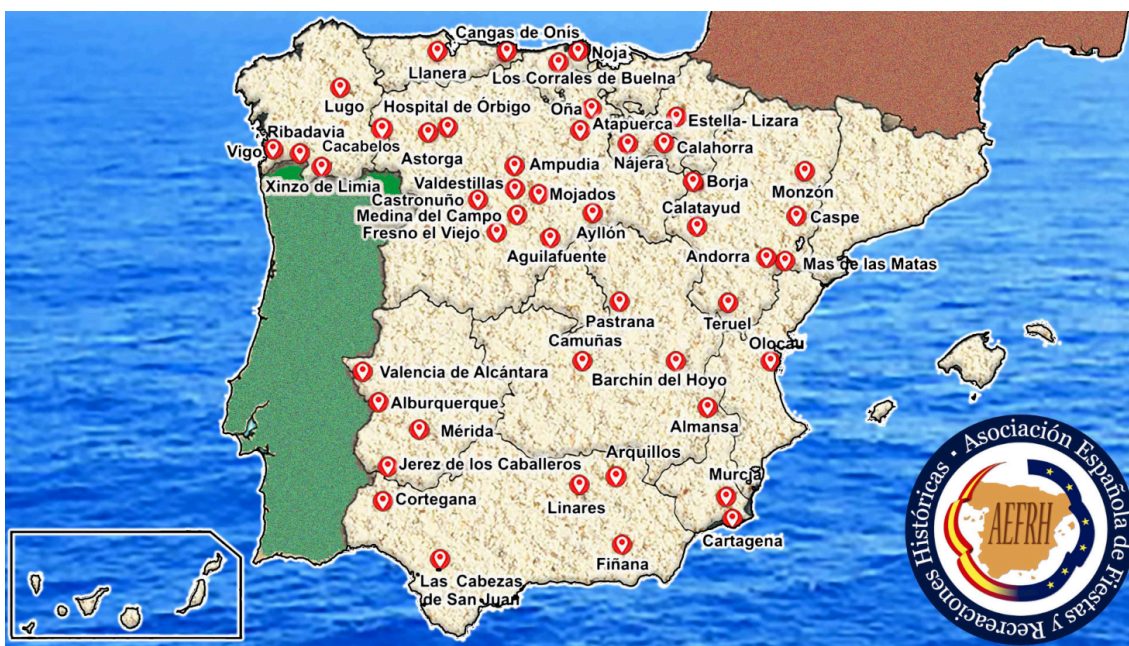 Cangas de Onís
Noja
Llanera
Los Corrales de Buelna
Lugo
Hospital de Órbigo
Oña
Estella- Lizara
Atapuerca
Ribadavia
Vigo
Cacabelos
Astorga
Nájera
Calahorra
Ampudia
Xinzo de Limia
Valdestillas
Mojados
Borja
Monzón
Castronuño
Medina del Campo
Ayllón
Calatayud
Caspe
Fresno el Viejo
Aguilafuente
Andorra
Mas de las Matas
Pastrana
Teruel
Camuñas
Olocau
Valencia de Alcántara
Barchín del Hoyo
Alburquerque
Almansa
Mérida
Arquillos
Jerez de los Caballeros
Murcia
Cortegana
Linares
Cartagena
Fiñana
Las Cabezas
de San Juan
Asociación Española de Fiestas y Recreaciones Históricas •
AEFRH